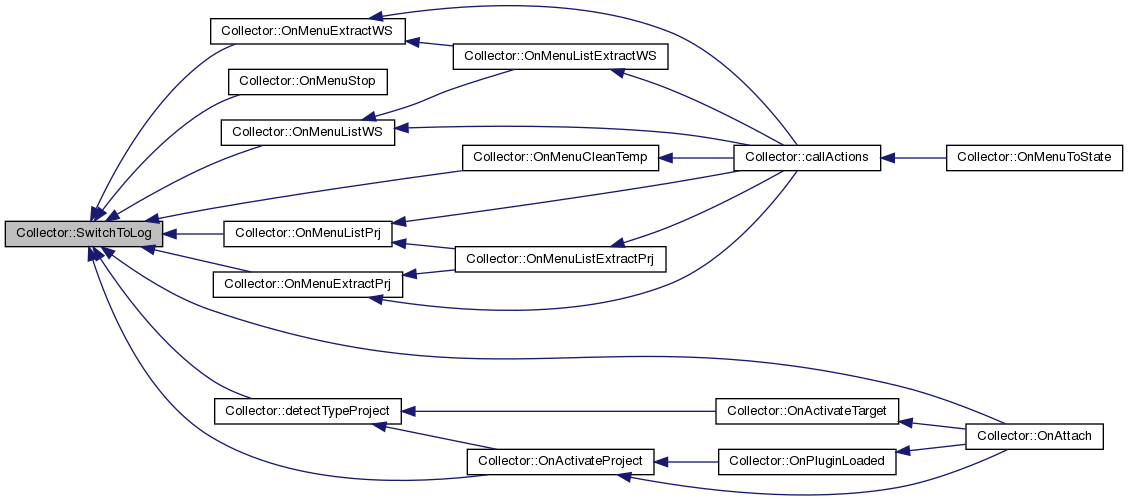 Collector::OnMenuExtractWS
Collector::OnMenuListExtractWS
Collector::OnMenuStop
Collector::OnMenuListWS
Collector::OnMenuCleanTemp
Collector::callActions
Collector::OnMenuToState
Collector::SwitchToLog
Collector::OnMenuListPrj
Collector::OnMenuListExtractPrj
Collector::OnMenuExtractPrj
Collector::detectTypeProject
Collector::OnActivateTarget
Collector::OnAttach
Collector::OnActivateProject
Collector::OnPluginLoaded